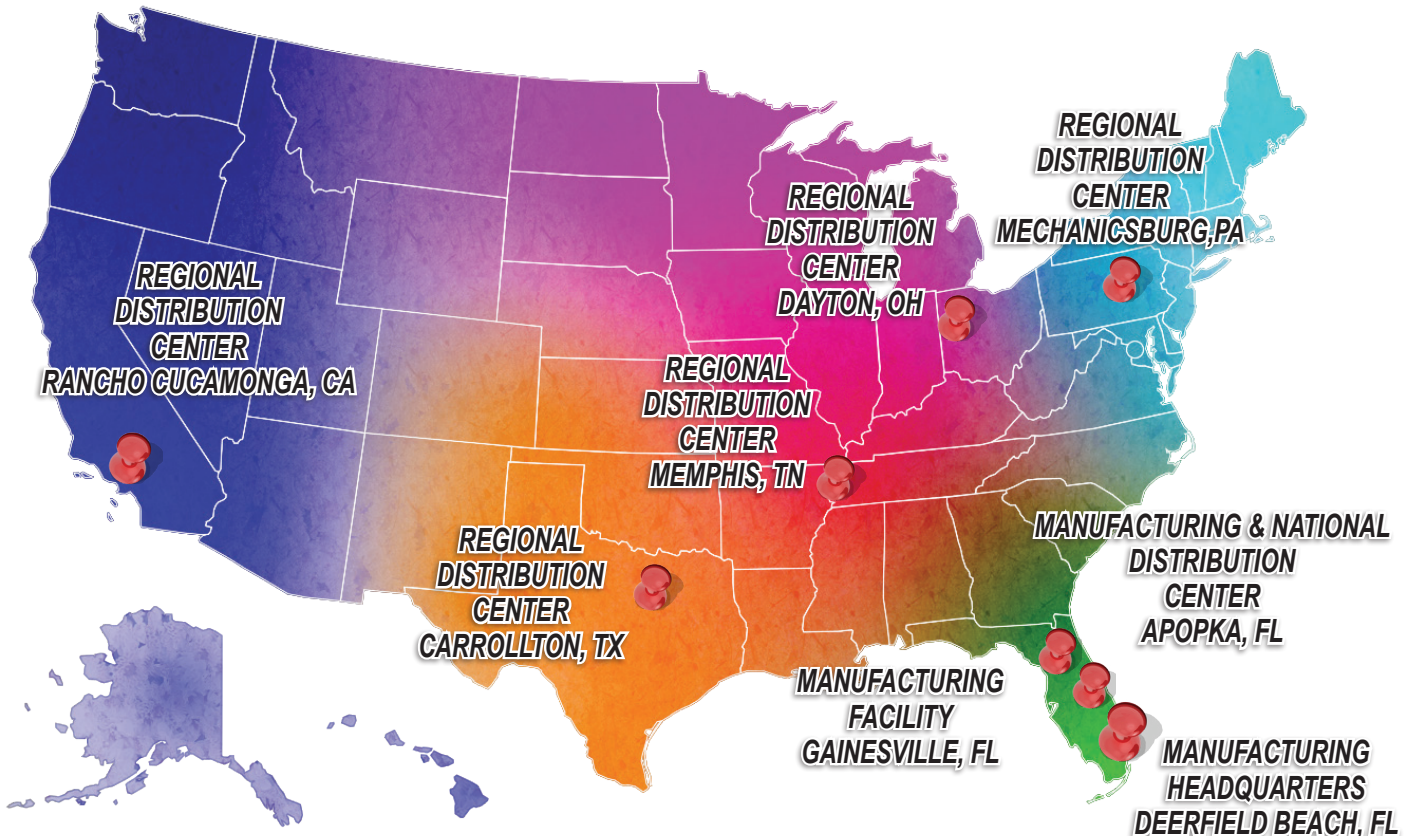 REGIONAL
DISTRIBUTION
CENTER
MECHANICSBURG,PA
REGIONAL
DISTRIBUTION
CENTER
DAYTON, OH
REGIONAL
DISTRIBUTION
CENTER
RANCHO CUCAMONGA, CA
REGIONAL
DISTRIBUTION
CENTER
MEMPHIS, TN
REGIONAL
DISTRIBUTION
CENTER
CARROLLTON, TX
MANUFACTURING & NATIONAL
DISTRIBUTION
CENTER
APOPKA, FL
MANUFACTURING
FACILITY
GAINESVILLE, FL
MANUFACTURING
HEADQUARTERS
DEERFIELD BEACH, FL